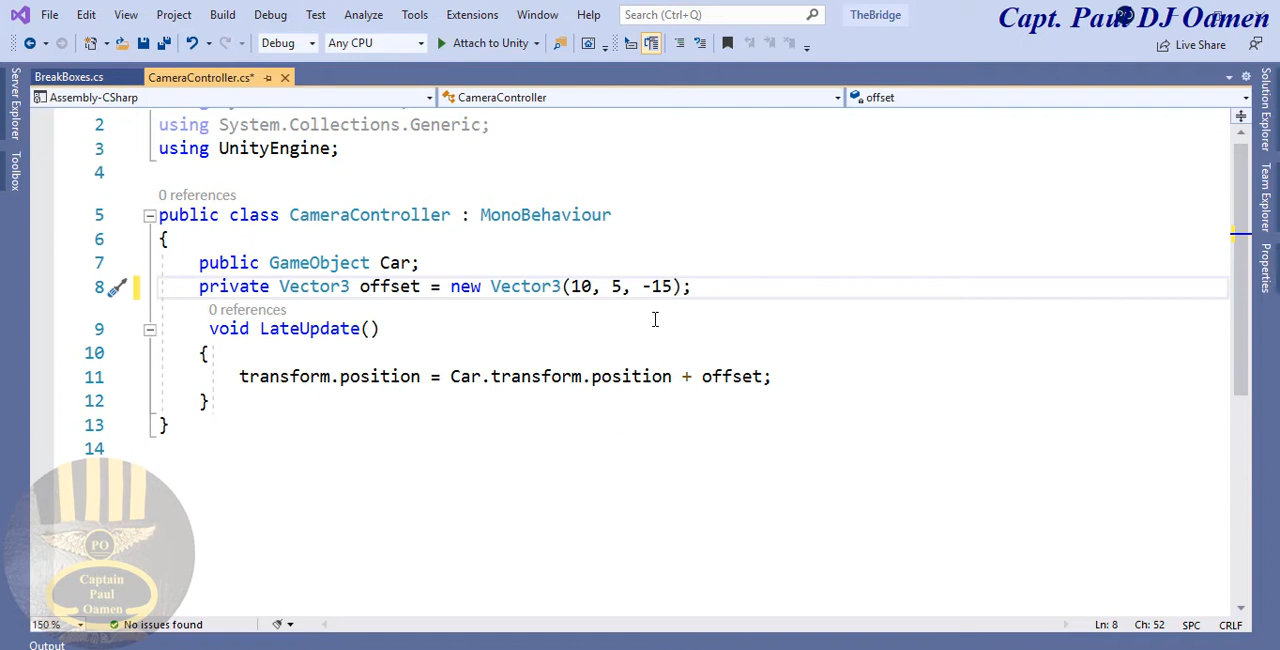 File Edit View Project Build Debug Test Analyze Tools Extensions Window Help Search (Ctrl+Q) TheBridge
Capt. Paul DJ Oamen
Debug Any CPU Attach to Unity Live Share
BreakBoxes.cs CameraController.cs*
Assembly-CSharp CameraController offset
Server Explorer
Toolbox
Solution Explorer
Team Explorer
Properties
2 using System.Collections.Generic;
3 using UnityEngine;
4
0 references
5 public class CameraController : MonoBehaviour
6 {
7 public GameObject Car;
8 private Vector3 offset = new Vector3(10, 5, -15);
0 references
9 void LateUpdate()
10 {
11 transform.position = Car.transform.position + offset;
12 }
13 }
14
PO
Captain
Paul
Oamen
150 % No issues found Ln: 8 Ch: 52 SPC CRLF
Output